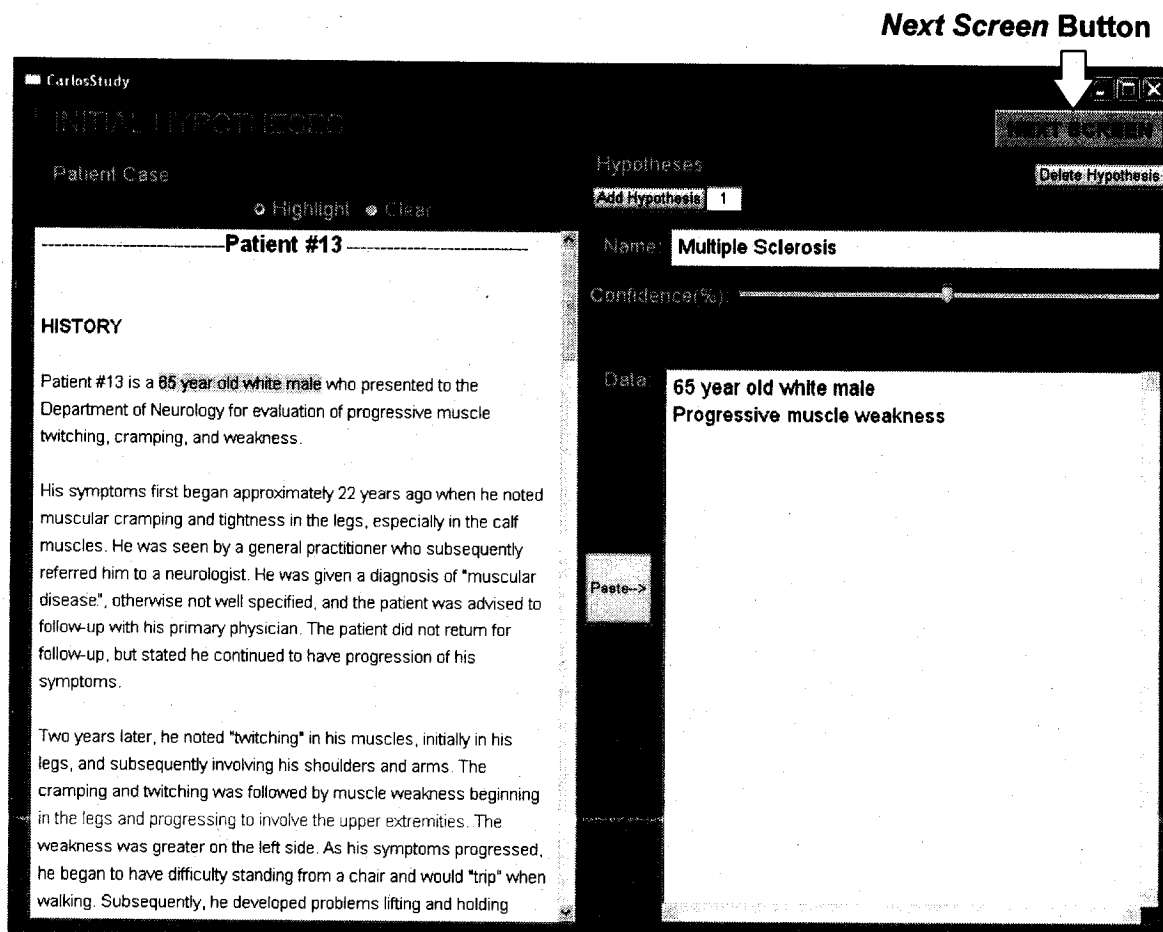 Next Screen Button
CarlosStudy
INITIAL HYPOTHESES
NEXT SCREEN
Patient Case
Highlight Clear
Hypotheses
Delete Hypothesis
Add Hypothesis 1
Patient #13
Name: Multiple Sclerosis
Confidence(%):
HISTORY
Patient #13 is a 65 year old white male who presented to the
Department of Neurology for evaluation of progressive muscle
twitching, cramping, and weakness.
His symptoms first began approximately 22 years ago when he noted
muscular cramping and tightness in the legs, especially in the calf
muscles. He was seen by a general practitioner who subsequently
referred him to a neurologist. He was given a diagnosis of "muscular
disease", otherwise not well specified, and the patient was advised to
follow-up with his primary physician. The patient did not return for
follow-up, but stated he continued to have progression of his
symptoms.
Two years later, he noted "twitching" in his muscles, initially in his
legs, and subsequently involving his shoulders and arms. The
cramping and twitching was followed by muscle weakness beginning
in the legs and progressing to involve the upper extremities. The
weakness was greater on the left side. As his symptoms progressed,
he began to have difficulty standing from a chair and would "trip" when
walking. Subsequently, he developed problems lifting and holding
Paste-->
Data:
65 year old white male
Progressive muscle weakness